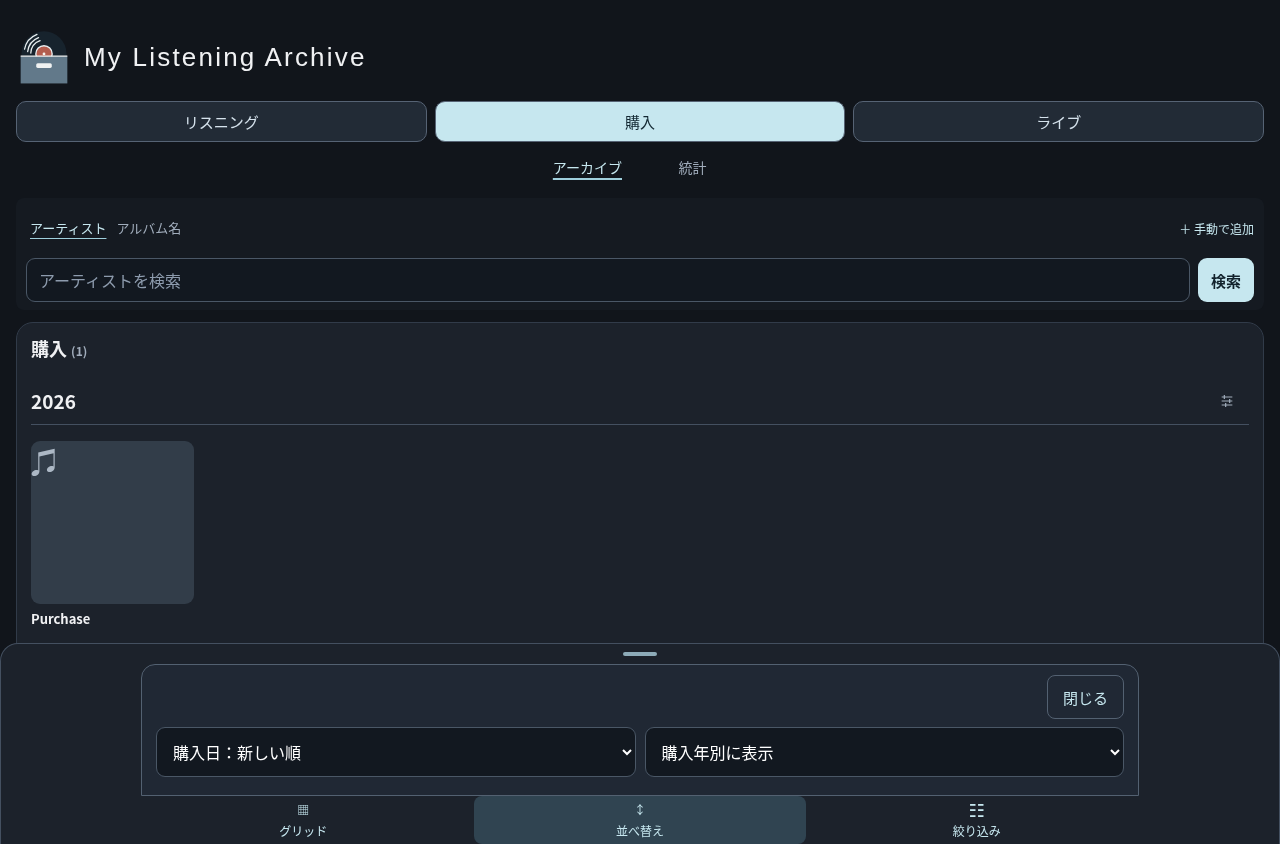 My Listening Archive
リスニング
購入
ライブ
アーカイブ
統計
アーティスト アルバム名
＋ 手動で追加
アーティストを検索
検索
購入 (1)
2026
Purchase
閉じる
購入日：新しい順
購入年別に表示
グリッド
並べ替え
絞り込み